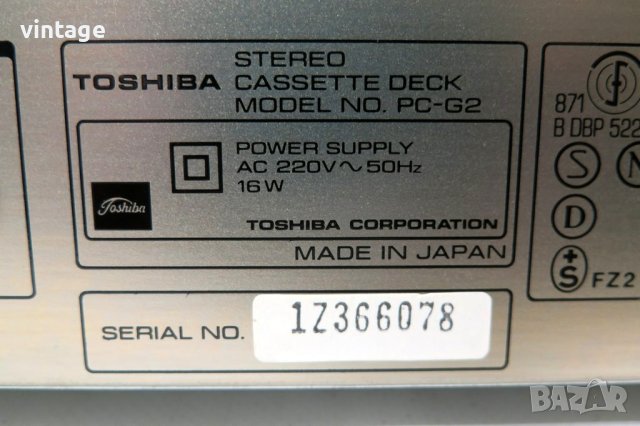 vintage
STEREO
TOSHIBA CASSETTE DECK
MODEL NO. PC-G2
POWER SUPPLY
AC 220V~50Hz
16W
Toshiba
TOSHIBA CORPORATION
MADE IN JAPAN
SERIAL NO. 1Z366078
871
B DBP 522
S N
D
+
S FZ2
BAZAR